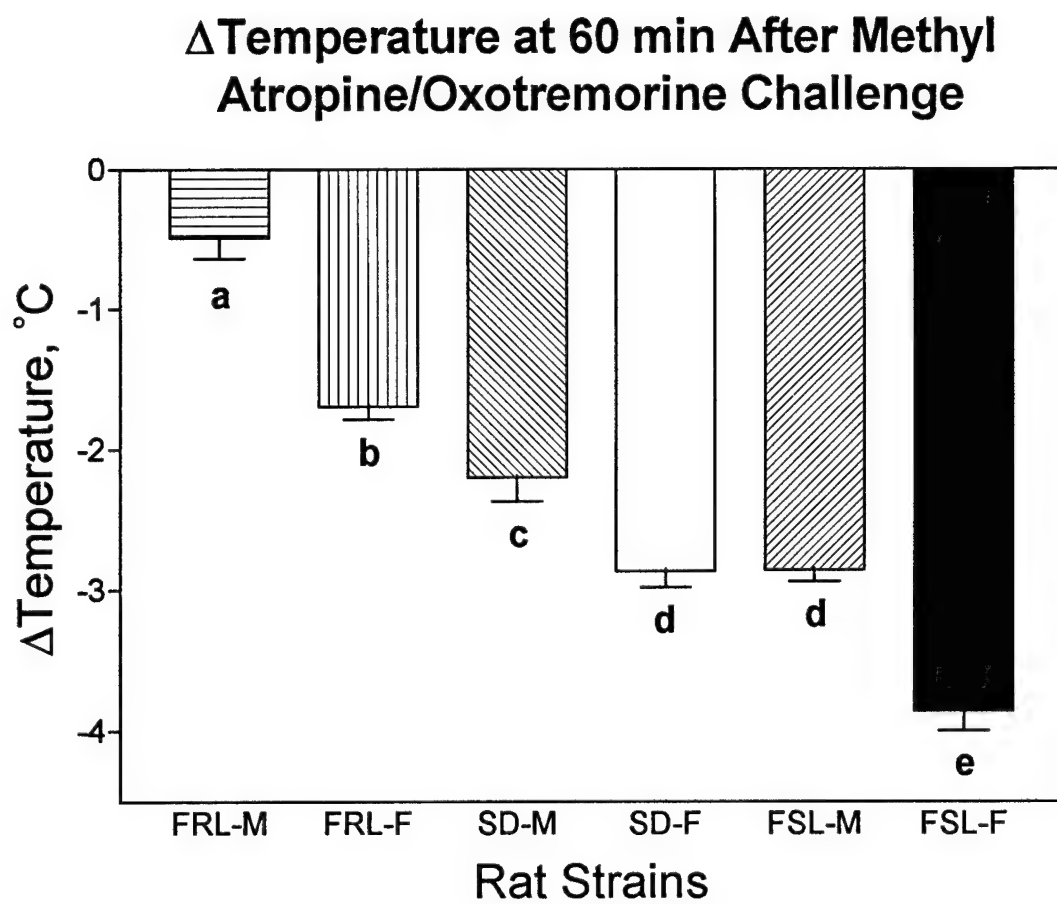 ΔTemperature at 60 min After Methyl
Atropine/Oxotremorine Challenge
0
-1
-2
-3
-4
ΔTemperature, °C
a
b
c
d
d
e
FRL-M FRL-F SD-M SD-F FSL-M FSL-F
Rat Strains